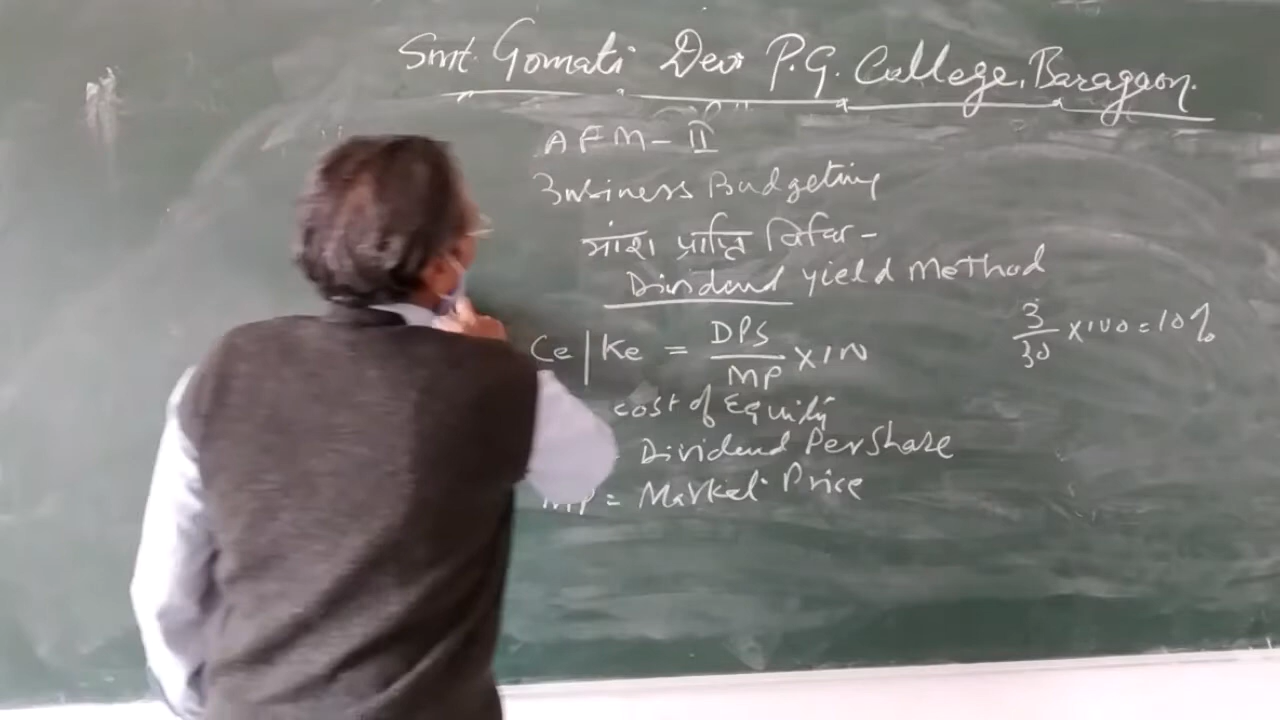 Smt. Gomati Devi P.G. College, Baragaon.
AFM - II
Business Budgeting
Dividend yield Method
Ce | Ke = DPS / MP × 100
3 / 30 × 100 = 10%
cost of Equity
Dividend Per Share
MP = Market Price